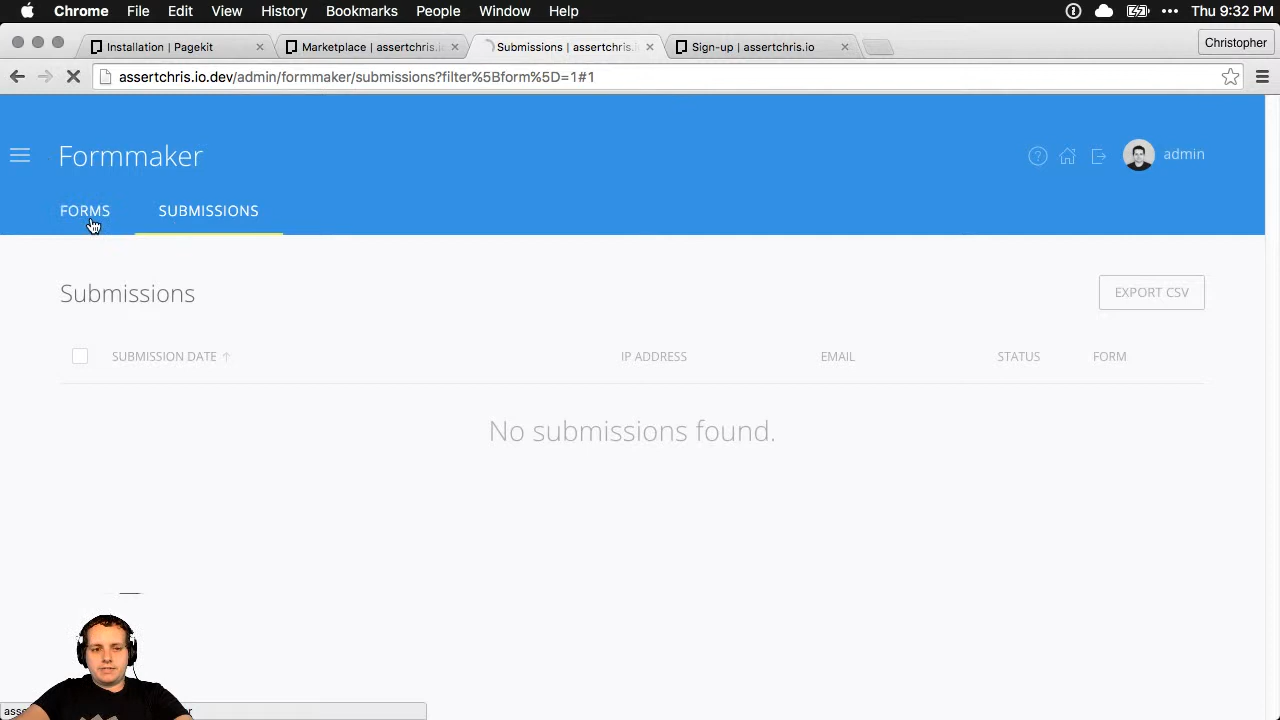 Chrome File Edit View History Bookmarks People Window Help Thu 9:32 PM
Installation | Pagekit
Marketplace | assertchris.i
Submissions | assertchris.
Sign-up | assertchris.io
Christopher
assertchris.io.dev/admin/formmaker/submissions?filter%5Bform%5D=1#1
Formmaker
admin
FORMS SUBMISSIONS
Submissions
EXPORT CSV
SUBMISSION DATE IP ADDRESS EMAIL STATUS FORM
No submissions found.